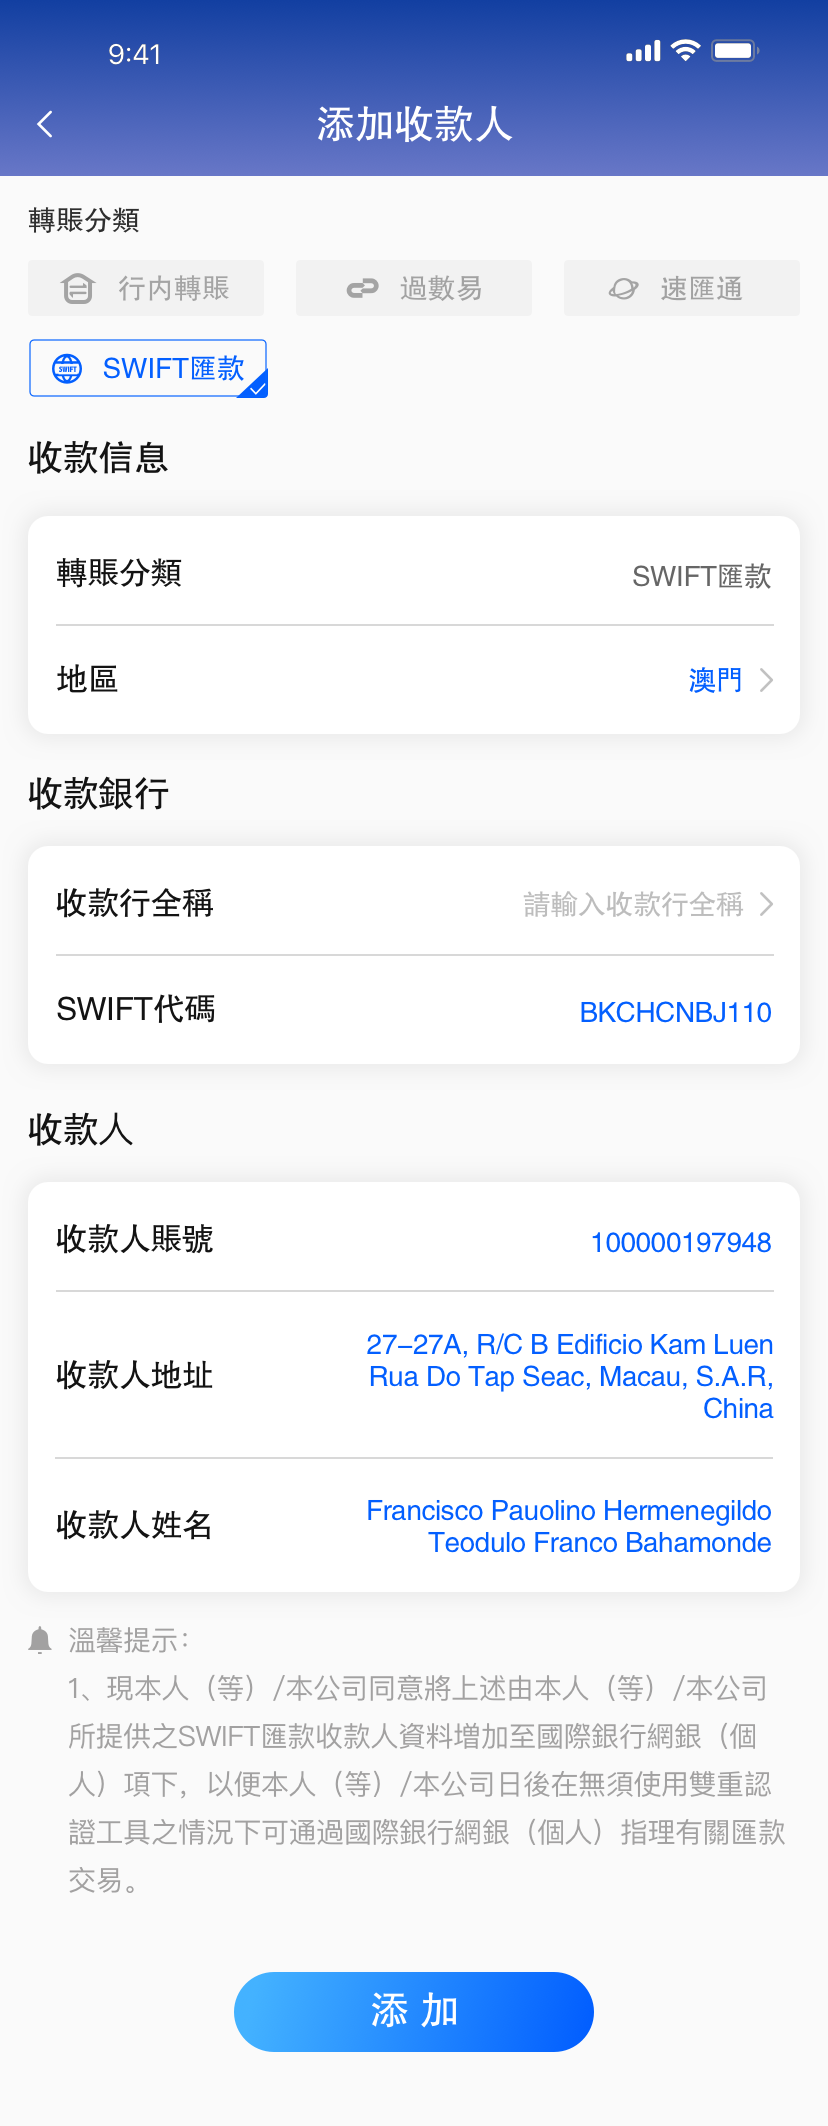 9:41
添加收款人
轉賬分類
行内轉賬
過數易
速匯通
SWIFT匯款
收款信息
轉賬分類
SWIFT匯款
地區
澳門
收款銀行
收款行全稱
請輸入收款行全稱
SWIFT代碼
BKCHCNBJ110
收款人
收款人賬號
100000197948
收款人地址
27-27A, R/C B Edificio Kam Luen
Rua Do Tap Seac, Macau, S.A.R,
China
收款人姓名
Francisco Pauolino Hermenegildo
Teodulo Franco Bahamonde
溫馨提示：
1、現本人（等）/本公司同意將上述由本人（等）/本公司
所提供之SWIFT匯款收款人資料增加至國際銀行網銀（個
人）項下，以便本人（等）/本公司日後在無須使用雙重認
證工具之情況下可通過國際銀行網銀（個人）指理有關匯款
交易。
添 加